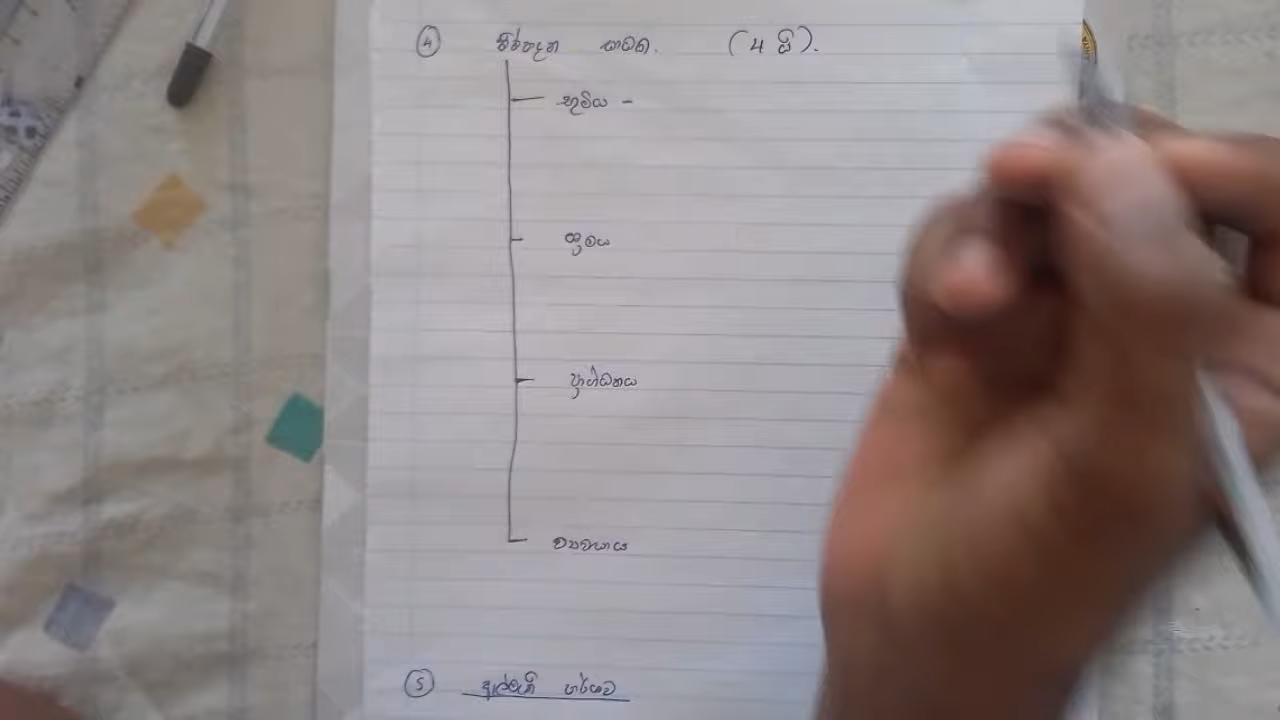 ④ නිෂ්පාදන සාධක. (4 යි).
භූමිය -
ශ්‍රමය
ප්‍රාග්ධනය
ව්‍යවසාය
⑤